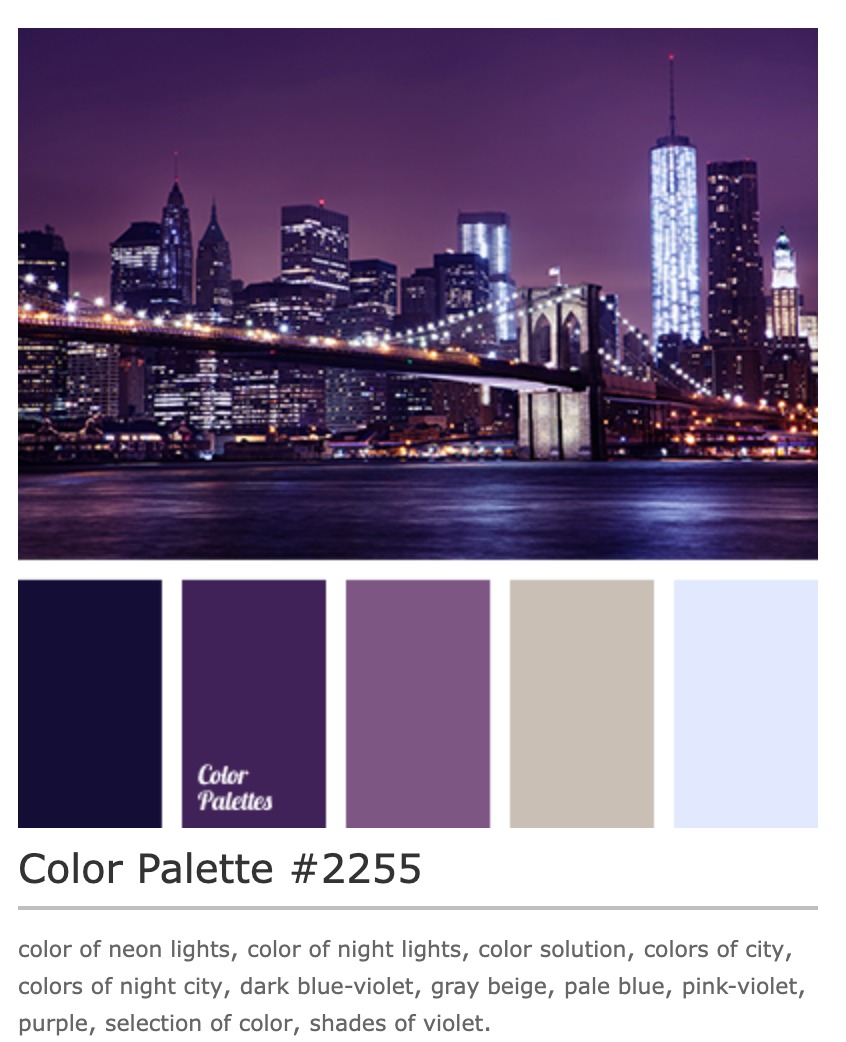 Color
Palettes
Color Palette #2255
color of neon lights, color of night lights, color solution, colors of city,
colors of night city, dark blue-violet, gray beige, pale blue, pink-violet,
purple, selection of color, shades of violet.